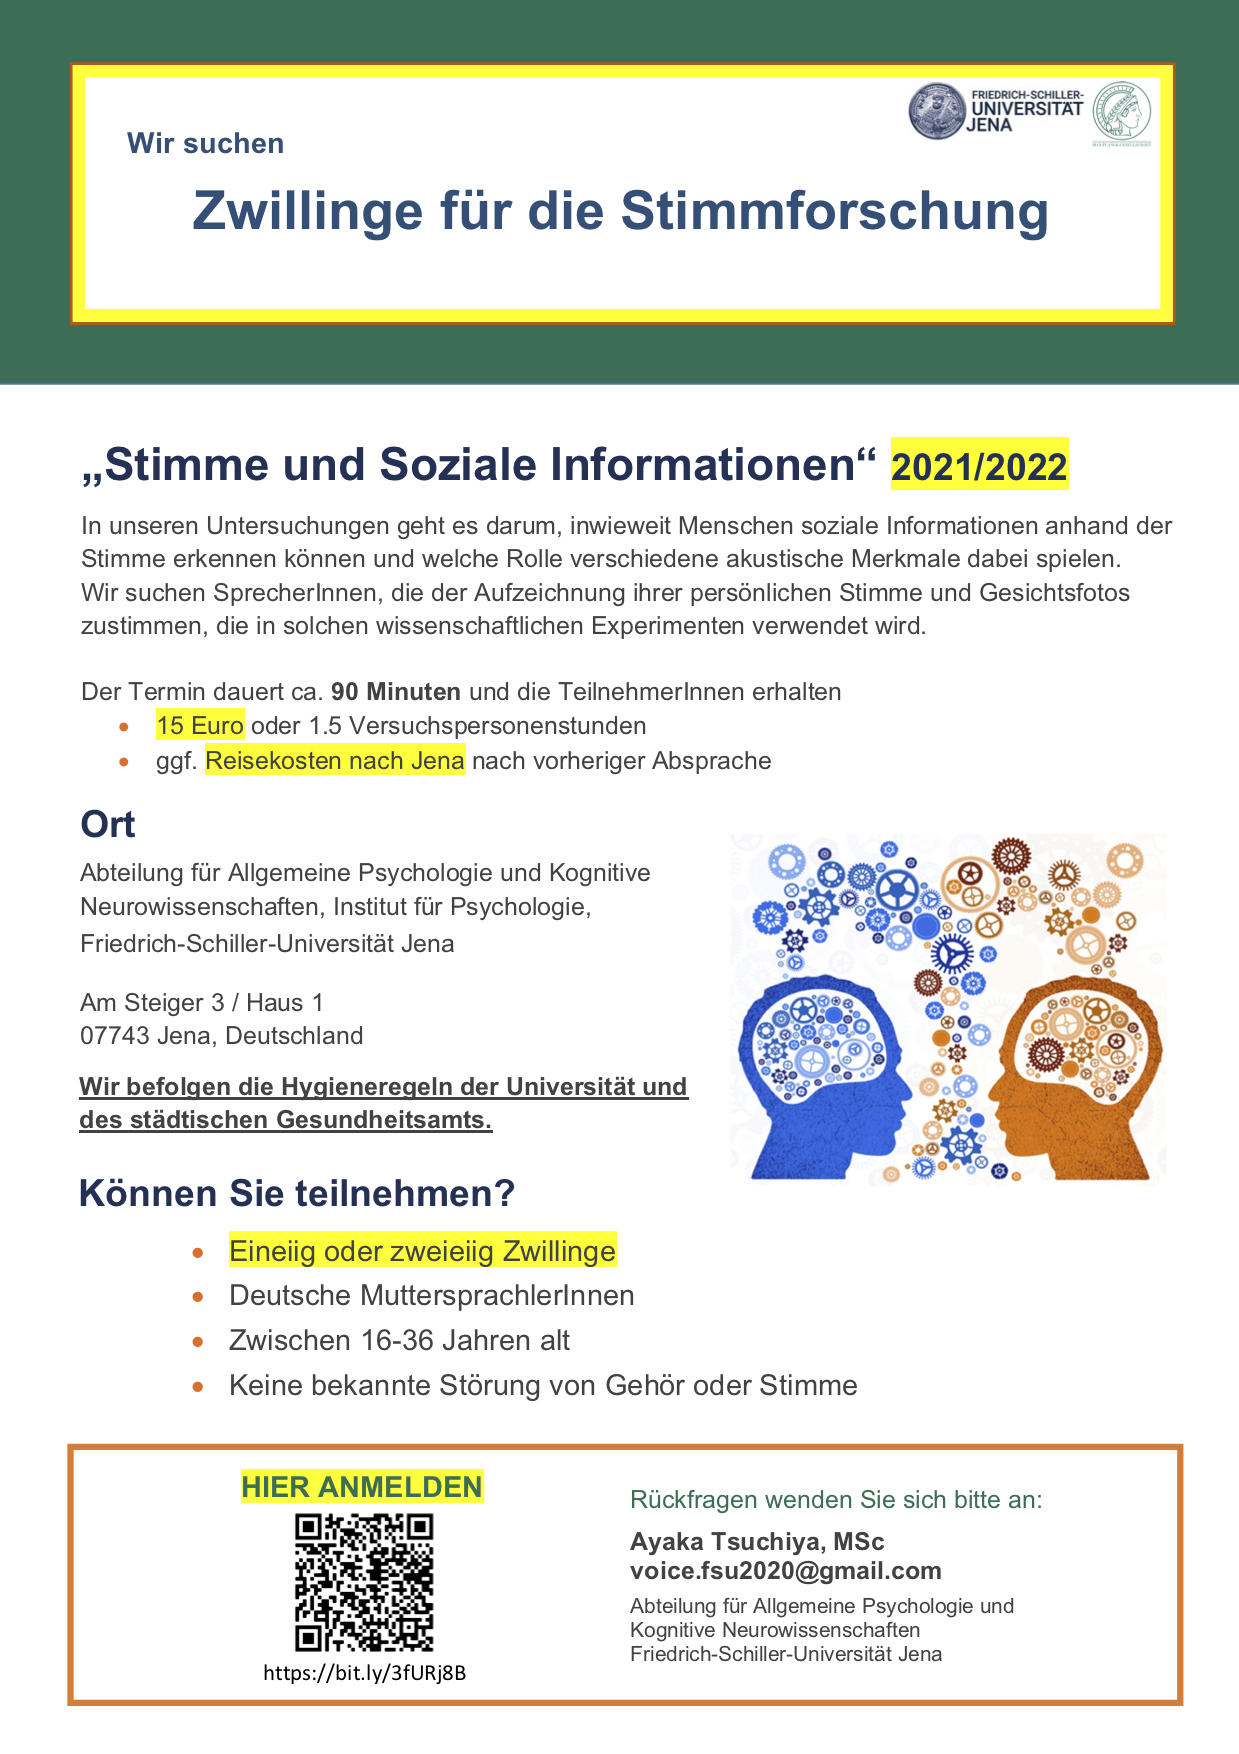 FRIEDRICH-SCHILLER-
UNIVERSITÄT
JENA
Wir suchen
Zwillinge für die Stimmforschung
„Stimme und Soziale Informationen“ 2021/2022
In unseren Untersuchungen geht es darum, inwieweit Menschen soziale Informationen anhand der
Stimme erkennen können und welche Rolle verschiedene akustische Merkmale dabei spielen.
Wir suchen SprecherInnen, die der Aufzeichnung ihrer persönlichen Stimme und Gesichtsfotos
zustimmen, die in solchen wissenschaftlichen Experimenten verwendet wird.
Der Termin dauert ca. 90 Minuten und die TeilnehmerInnen erhalten
• 15 Euro oder 1.5 Versuchspersonenstunden
• ggf. Reisekosten nach Jena nach vorheriger Absprache
Ort
Abteilung für Allgemeine Psychologie und Kognitive
Neurowissenschaften, Institut für Psychologie,
Friedrich-Schiller-Universität Jena
Am Steiger 3 / Haus 1
07743 Jena, Deutschland
Wir befolgen die Hygieneregeln der Universität und
des städtischen Gesundheitsamts.
Können Sie teilnehmen?
• Eineiig oder zweieiig Zwillinge
• Deutsche MuttersprachlerInnen
• Zwischen 16-36 Jahren alt
• Keine bekannte Störung von Gehör oder Stimme
HIER ANMELDEN
https://bit.ly/3fURj8B
Rückfragen wenden Sie sich bitte an:
Ayaka Tsuchiya, MSc
voice.fsu2020@gmail.com
Abteilung für Allgemeine Psychologie und
Kognitive Neurowissenschaften
Friedrich-Schiller-Universität Jena